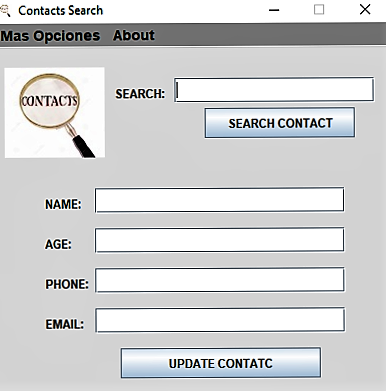 Contacts Search
Mas Opciones About
CONTACTS
SEARCH:
SEARCH CONTACT
NAME:
AGE:
PHONE:
EMAIL:
UPDATE CONTATC